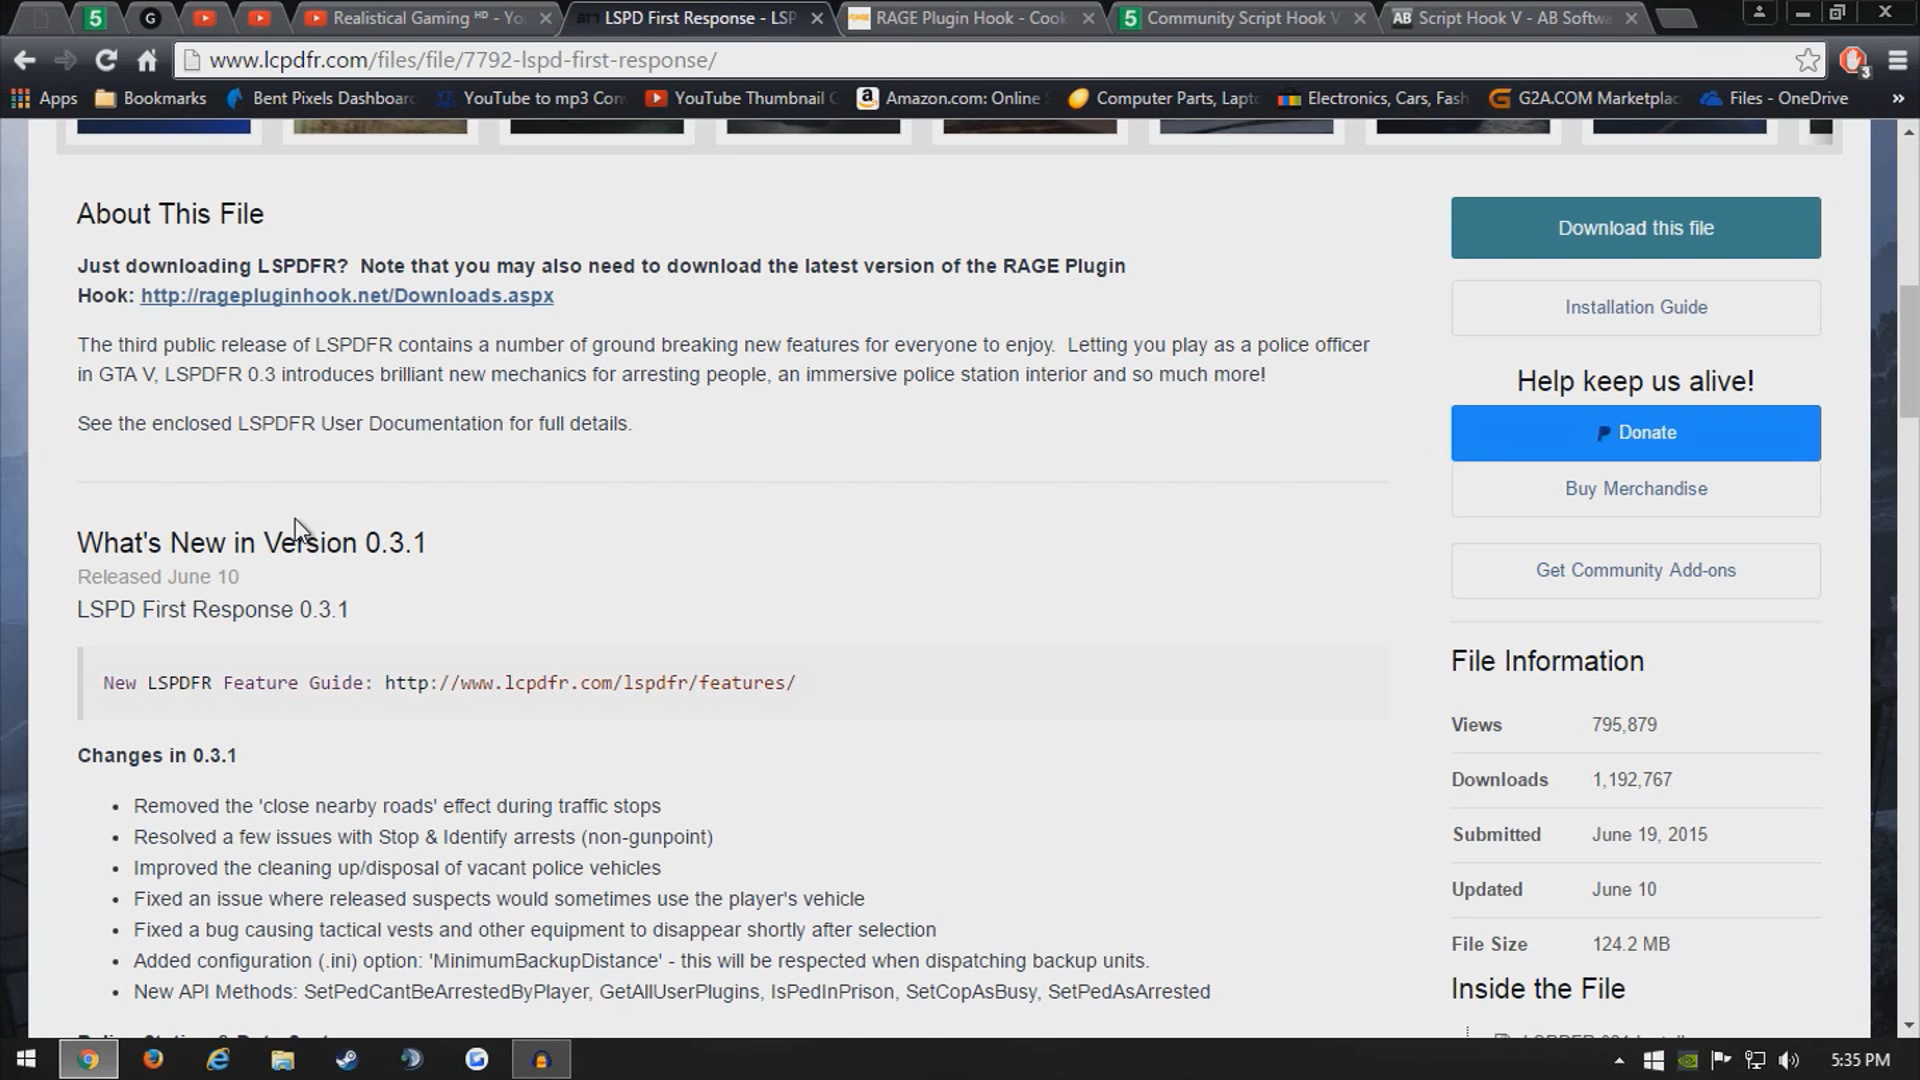 5
G
Realistical Gaming ᴴᴰ - Yo
LSPD First Response - LSP
RAGE Plugin Hook - Cook
5
Community Script Hook V
AB
Script Hook V - AB Softwa
www.lcpdfr.com/files/file/7792-lspd-first-response/
3
Apps
Bookmarks
Bent Pixels Dashboard
YouTube to mp3 Con
YouTube Thumbnail G
Amazon.com: Online
Computer Parts, Lapto
Electronics, Cars, Fash
G2A.COM Marketplac
Files - OneDrive
»
About This File
Just downloading LSPDFR? Note that you may also need to download the latest version of the RAGE Plugin
Hook: http://ragepluginhook.net/Downloads.aspx
The third public release of LSPDFR contains a number of ground breaking new features for everyone to enjoy. Letting you play as a police officer
in GTA V, LSPDFR 0.3 introduces brilliant new mechanics for arresting people, an immersive police station interior and so much more!
See the enclosed LSPDFR User Documentation for full details.
What's New in Version 0.3.1
Released June 10
LSPD First Response 0.3.1
New LSPDFR Feature Guide: http://www.lcpdfr.com/lspdfr/features/
Changes in 0.3.1
• Removed the 'close nearby roads' effect during traffic stops
• Resolved a few issues with Stop & Identify arrests (non-gunpoint)
• Improved the cleaning up/disposal of vacant police vehicles
• Fixed an issue where released suspects would sometimes use the player's vehicle
• Fixed a bug causing tactical vests and other equipment to disappear shortly after selection
• Added configuration (.ini) option: 'MinimumBackupDistance' - this will be respected when dispatching backup units.
• New API Methods: SetPedCantBeArrestedByPlayer, GetAllUserPlugins, IsPedInPrison, SetCopAsBusy, SetPedAsArrested
Download this file
Installation Guide
Help keep us alive!
Donate
Buy Merchandise
Get Community Add-ons
File Information
Views 795,879
Downloads 1,192,767
Submitted June 19, 2015
Updated June 10
File Size 124.2 MB
Inside the File
5:35 PM